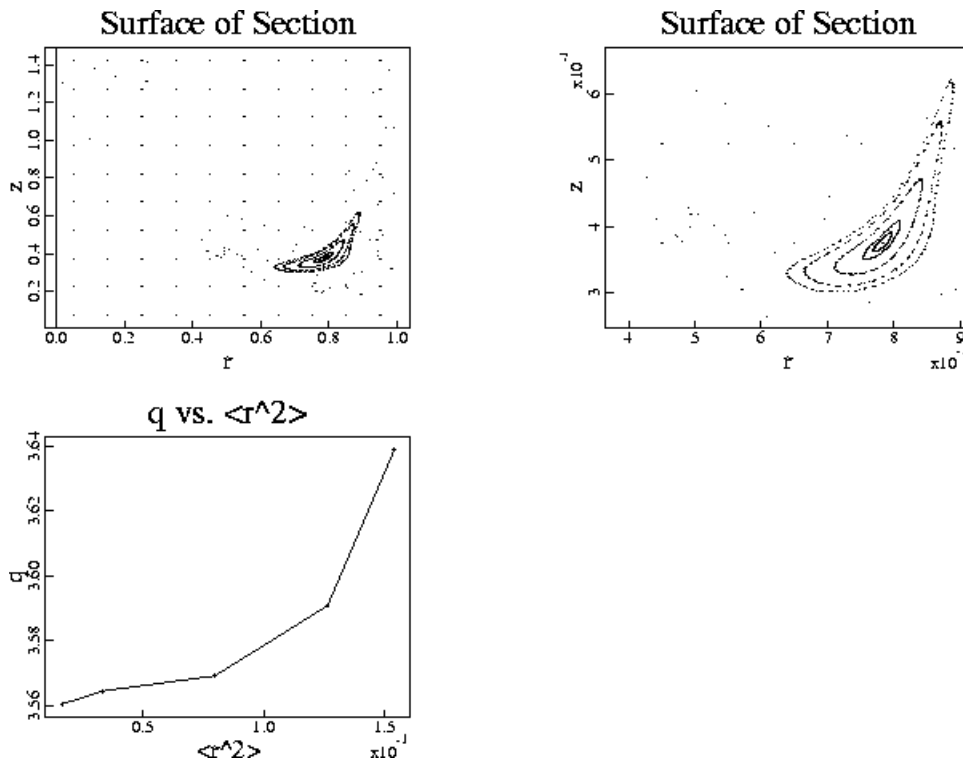 Surface of Section
z
1.4
1.2
1.0
0.8
0.6
0.4
0.2
0.0 0.2 0.4 0.6 0.8 1.0
r
Surface of Section
x10⁻¹
z
6
5
4
3
4 5 6 7 8 9
r
x10⁻¹
q vs. <r^2>
q
3.64
3.62
3.60
3.58
3.56
0.5 1.0 1.5
<r^2>
x10⁻¹